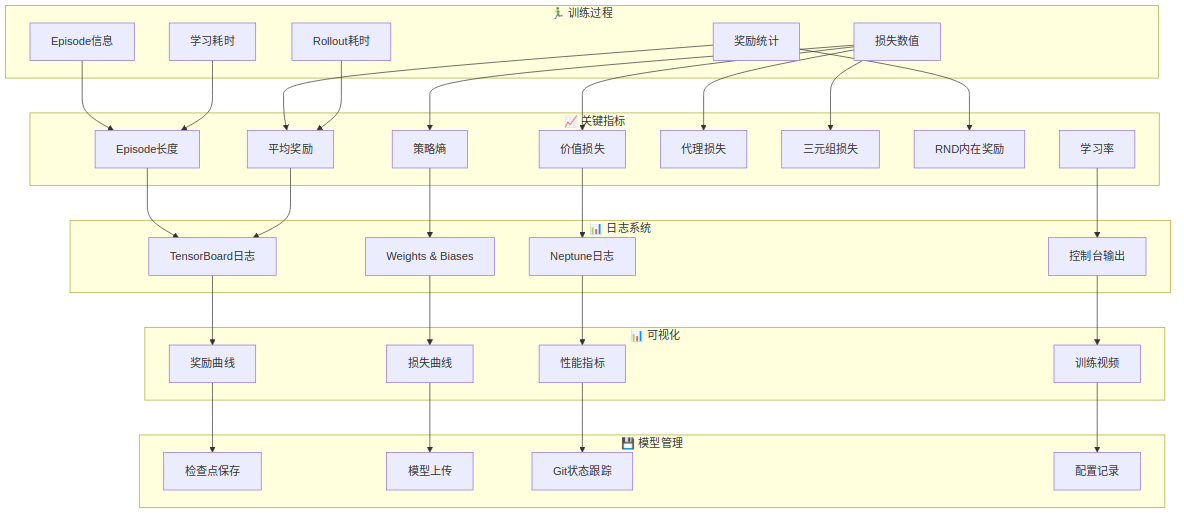 🏃‍♂️ 训练过程
Episode信息
学习耗时
Rollout耗时
奖励统计
损失数值
📈 关键指标
Episode长度
平均奖励
策略熵
价值损失
代理损失
三元组损失
RND内在奖励
学习率
📊 日志系统
TensorBoard日志
Weights & Biases
Neptune日志
控制台输出
📊 可视化
奖励曲线
损失曲线
性能指标
训练视频
💾 模型管理
检查点保存
模型上传
Git状态跟踪
配置记录